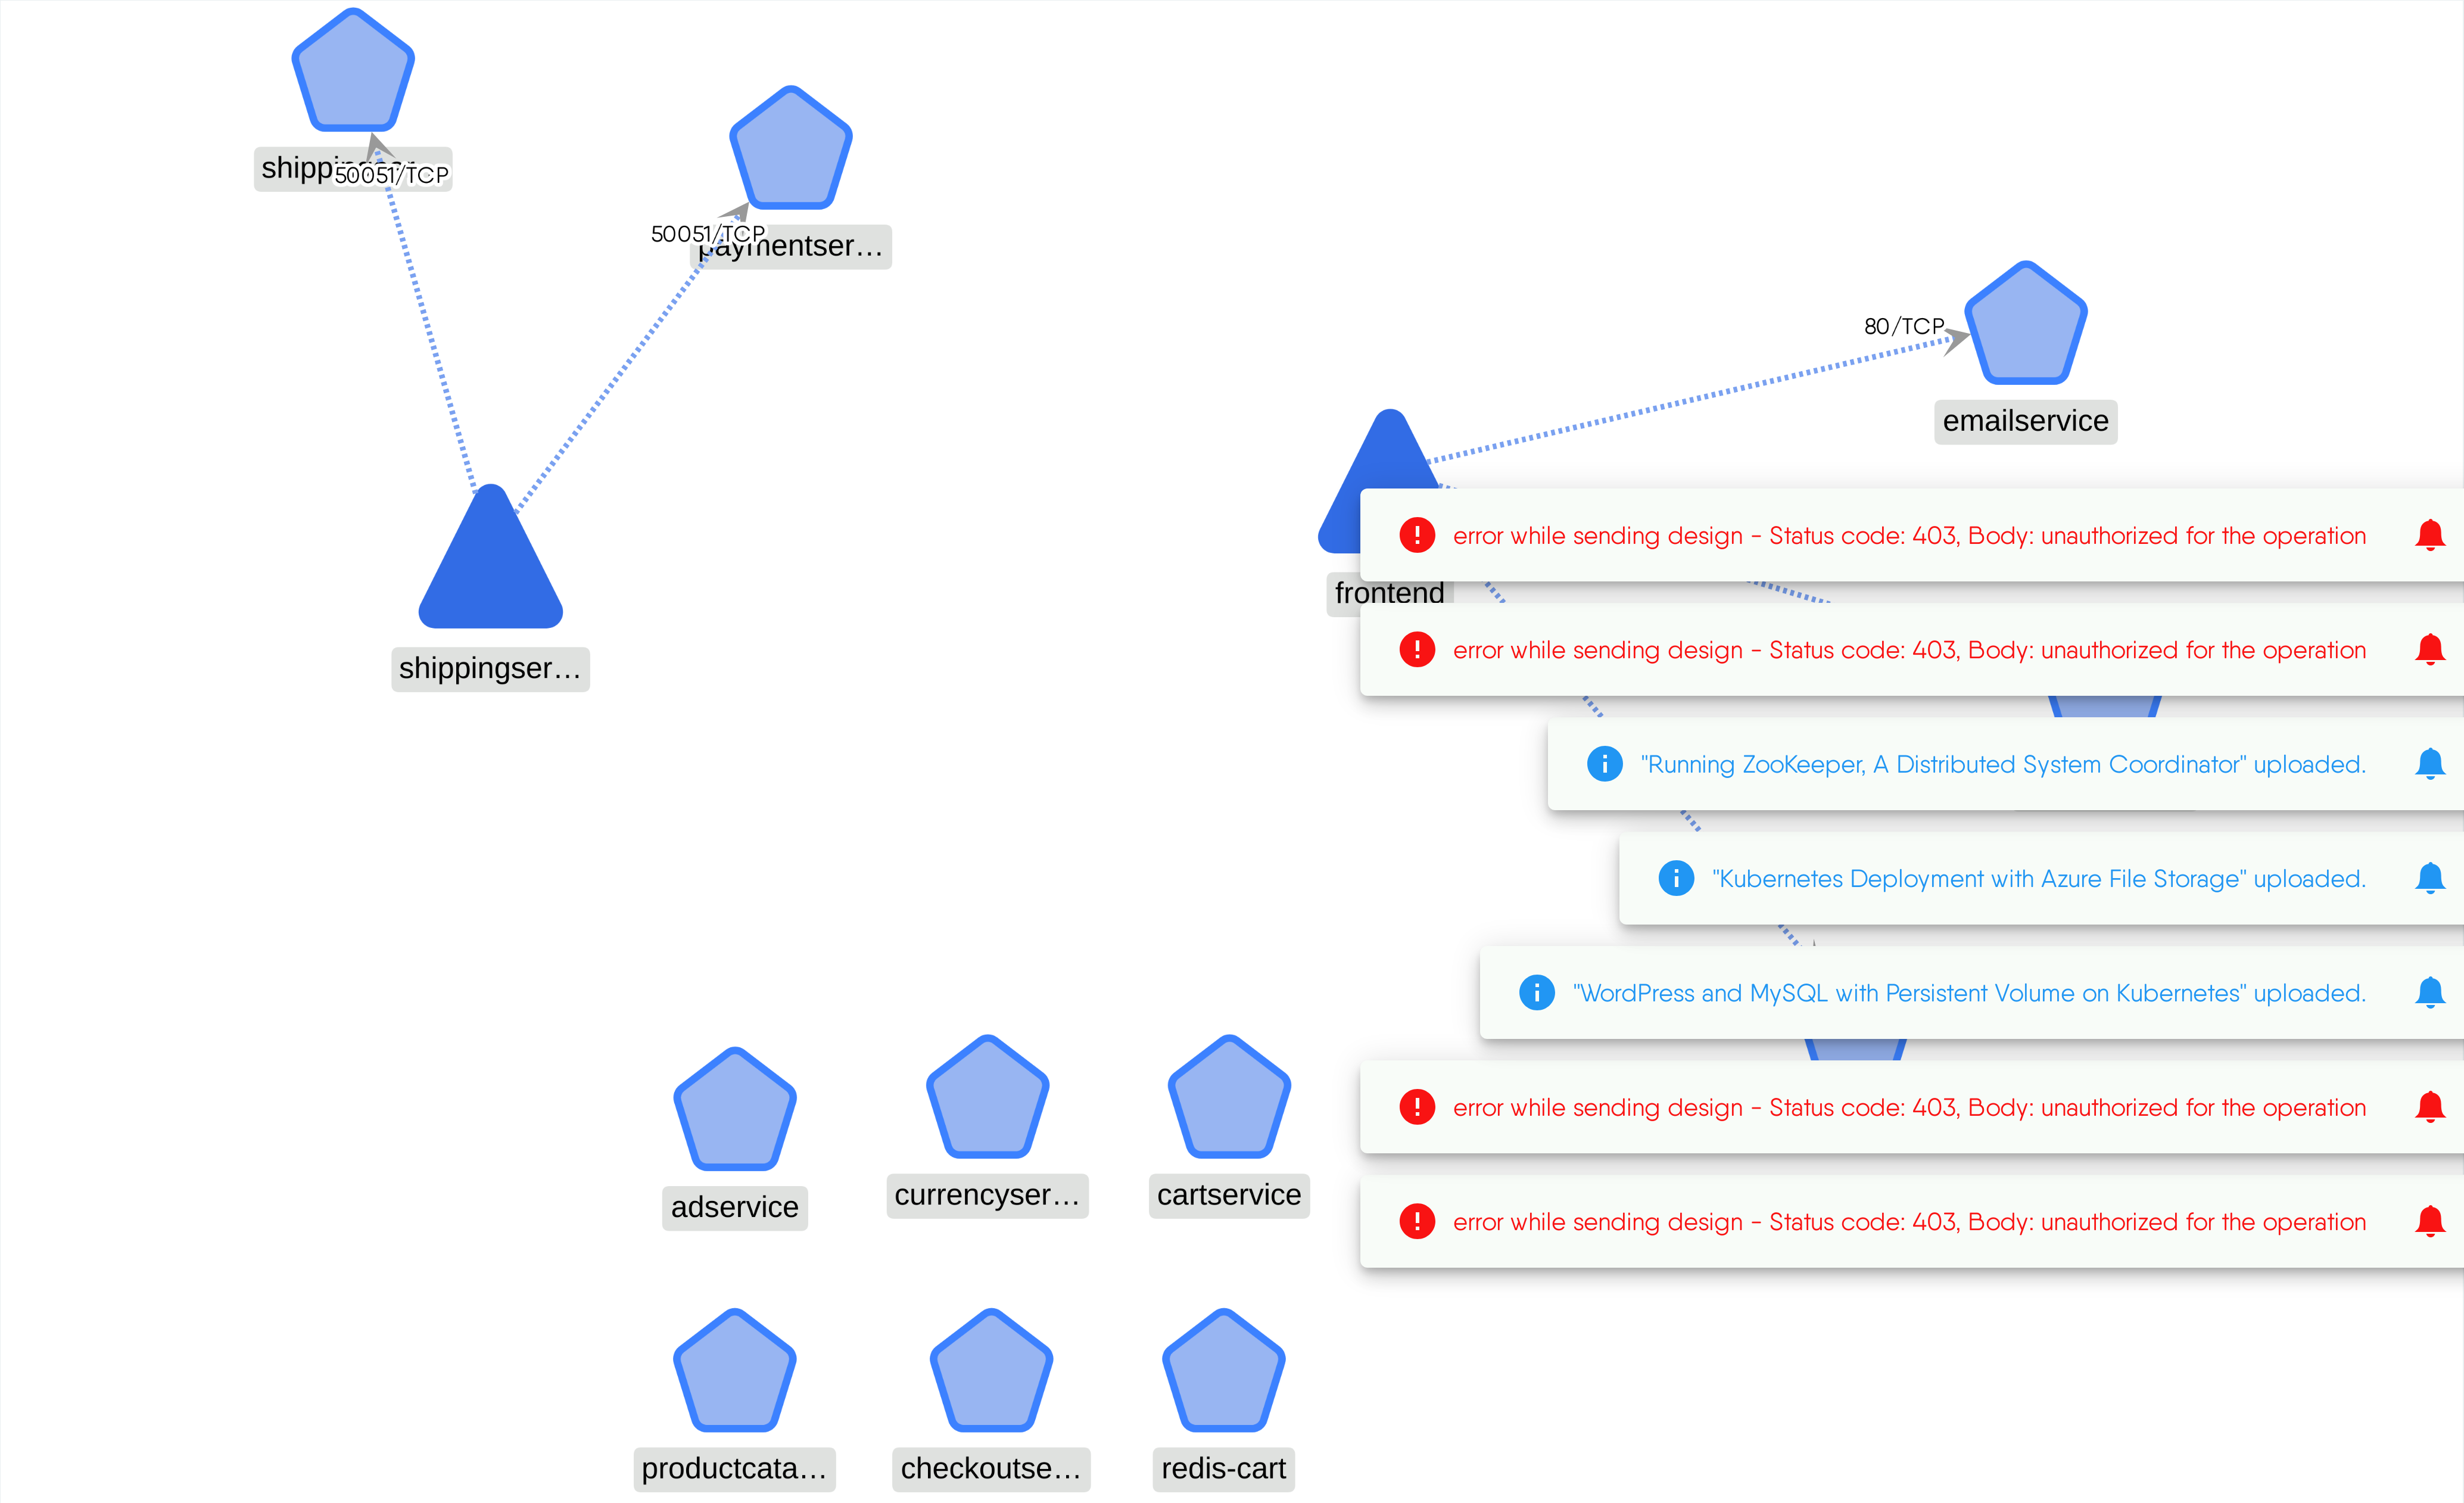 50051/TCP
50051/TCP
paymentser…
80/TCP
emailservice
frontend
shippingser…
error while sending design - Status code: 403, Body: unauthorized for the operation
error while sending design - Status code: 403, Body: unauthorized for the operation
"Running ZooKeeper, A Distributed System Coordinator" uploaded.
"Kubernetes Deployment with Azure File Storage" uploaded.
"WordPress and MySQL with Persistent Volume on Kubernetes" uploaded.
error while sending design - Status code: 403, Body: unauthorized for the operation
error while sending design - Status code: 403, Body: unauthorized for the operation
adservice
currencyser…
cartservice
productcata…
checkoutse…
redis-cart